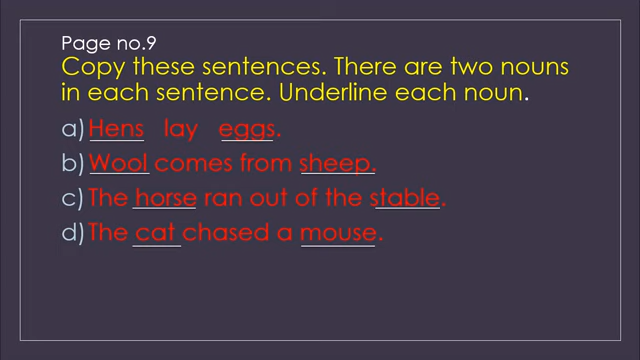 Page no.9
Copy these sentences. There are two nouns
in each sentence. Underline each noun.
a) Hens lay eggs.
b) Wool comes from sheep.
c) The horse ran out of the stable.
d) The cat chased a mouse.